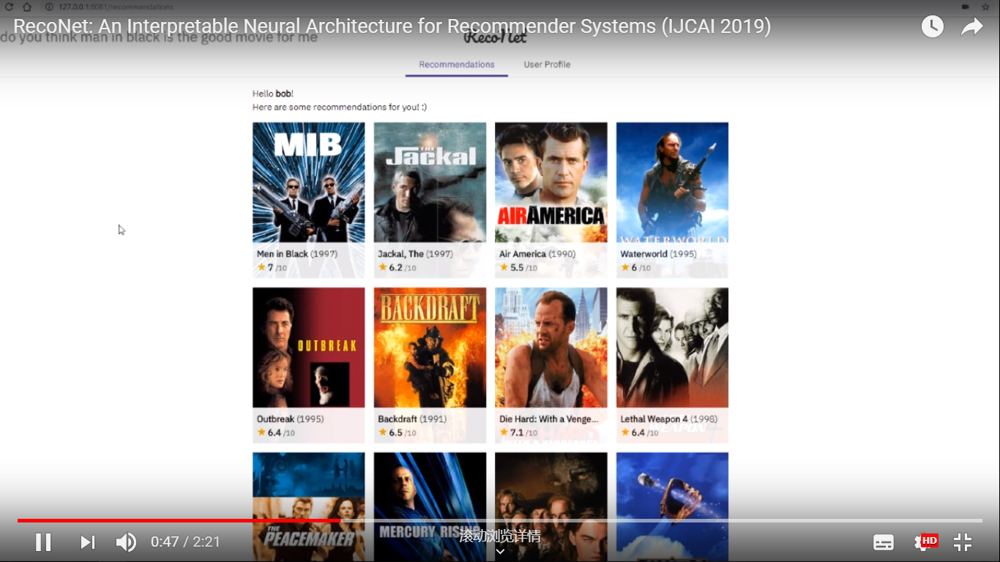 127.0.0.1:8081/recommendations
RecoNet: An Interpretable Neural Architecture for Recommender Systems (IJCAI 2019)
do you think man in black is the good movie for me
RecoNet
Recommendations
User Profile
Hello bob!
Here are some recommendations for you! :)
MIB
Men in Black (1997)
7 /10
THE
Jackal
Jackal, The (1997)
6.2 /10
AIRAMERICA
Air America (1990)
5.5 /10
WATERWORLD
Waterworld (1995)
6 /10
OUTBREAK
Outbreak (1995)
6.4 /10
BACKDRAFT
Backdraft (1991)
6.5 /10
Die Hard: With a Venge...
7.1 /10
WEAPON
Lethal Weapon 4 (1998)
6.4 /10
THE
PEACEMAKER
MERCURY RISING
滚动浏览详情
0:47 / 2:21
HD